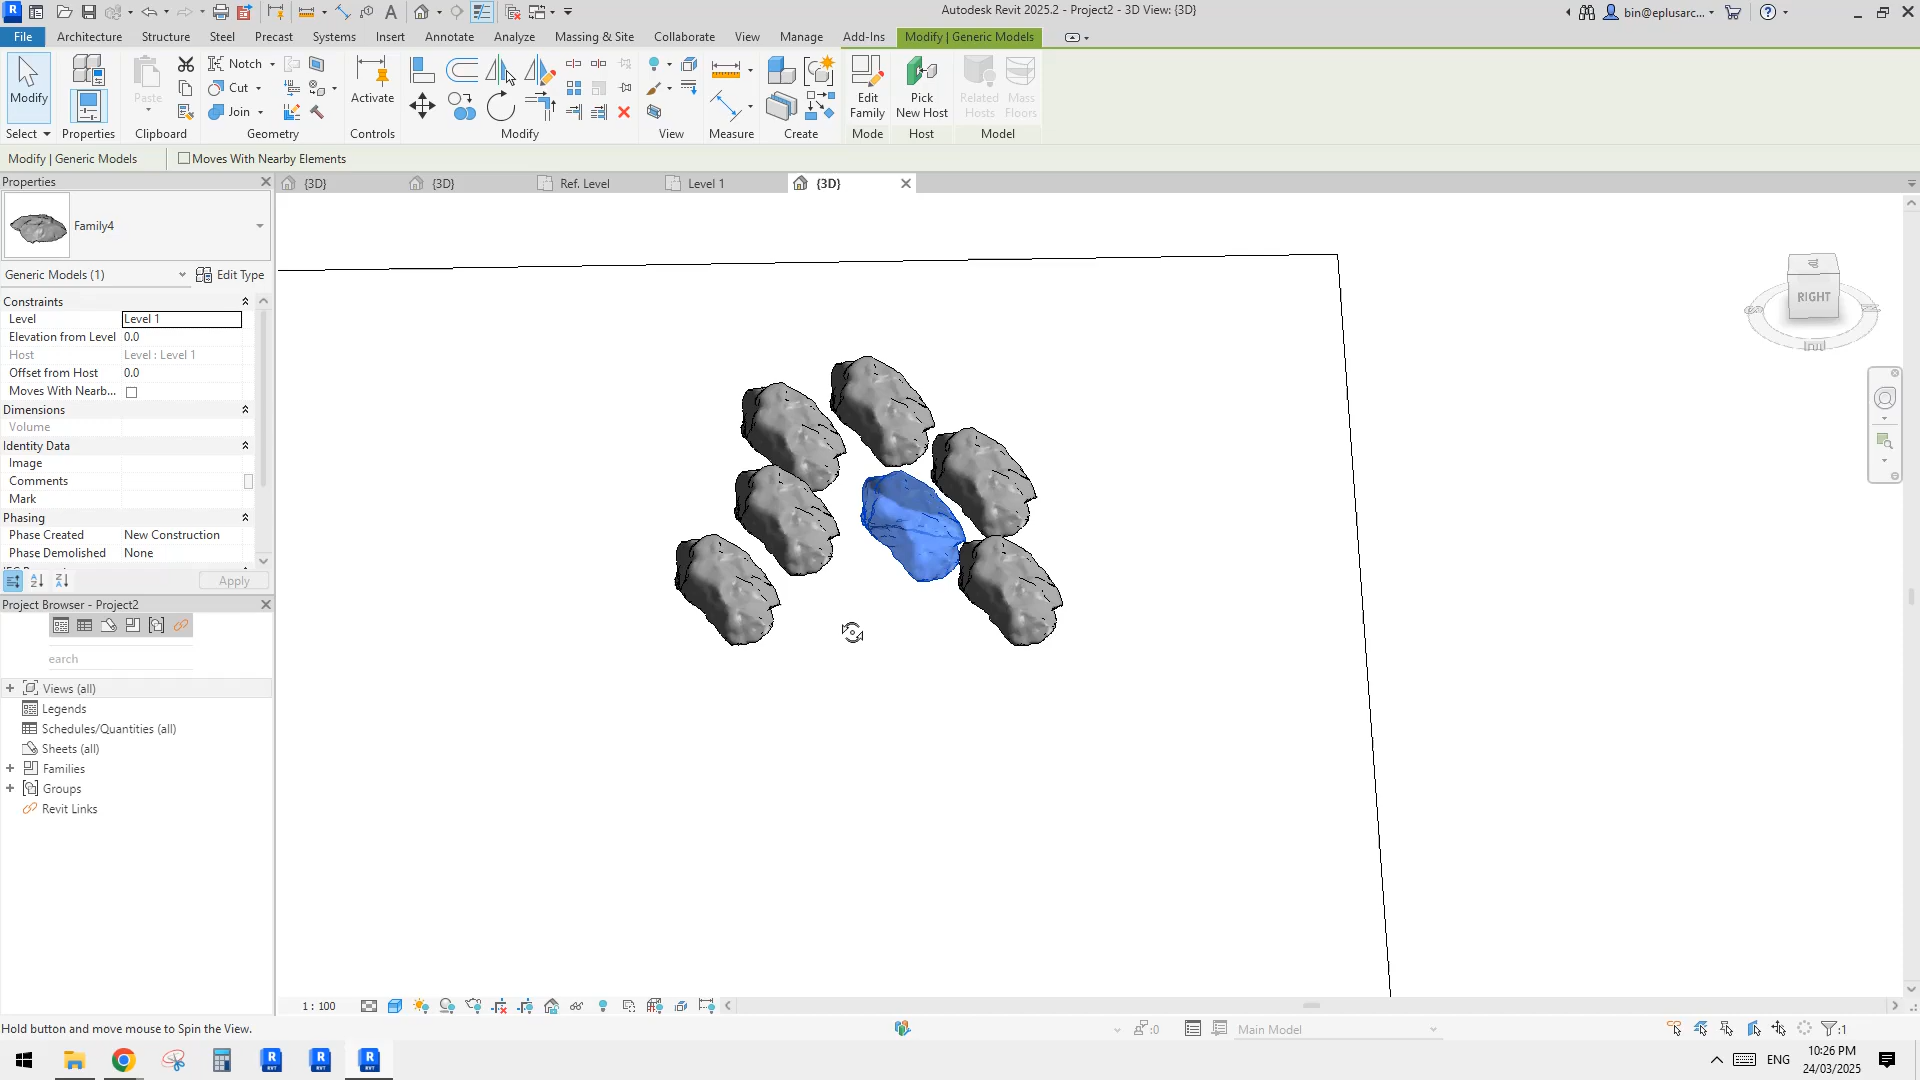 Autodesk Revit 2025.2 - Project2 - 3D View: {3D}
bin@eplusarc...
File
Architecture
Structure
Steel
Precast
Systems
Insert
Annotate
Analyze
Massing & Site
Collaborate
View
Manage
Add-Ins
Modify | Generic Models
Modify
Paste
Notch
Cut
Join
Activate
Edit
Family
Pick
New Host
Related
Hosts
Mass
Floors
Select
Properties
Clipboard
Geometry
Controls
Modify
View
Measure
Create
Mode
Host
Model
Modify | Generic Models
Moves With Nearby Elements
Properties
{3D}
{3D}
Ref. Level
Level 1
{3D}
Family4
Generic Models (1)
Edit Type
Constraints
Level
Level 1
Elevation from Level
0.0
Host
Level : Level 1
Offset from Host
0.0
Moves With Nearb...
Dimensions
Volume
Identity Data
Image
Comments
Mark
Phasing
Phase Created
New Construction
Phase Demolished
None
Apply
Project Browser - Project2
earch
Views (all)
Legends
Schedules/Quantities (all)
Sheets (all)
Families
Groups
Revit Links
RIGHT
1 : 100
Hold button and move mouse to Spin the View.
:0
Main Model
:1
ENG
10:26 PM
24/03/2025